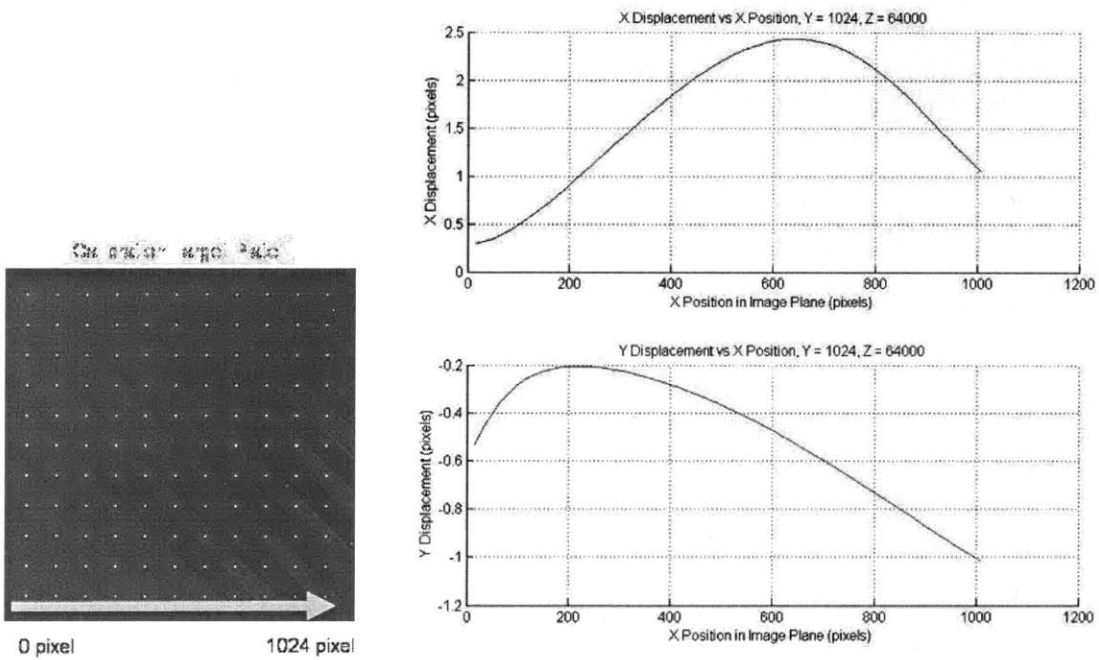 X Displacement vs X Position, Y = 1024, Z = 64000
2.5
2
1.5
1
0.5
0
X Displacement (pixels)
0 200 400 600 800 1000 1200
X Position in Image Plane (pixels)
Y Displacement vs X Position, Y = 1024, Z = 64000
-0.2
-0.4
-0.6
-0.8
-1
-1.2
Y Displacement (pixels)
0 200 400 600 800 1000 1200
X Position in Image Plane (pixels)
0 pixel 1024 pixel